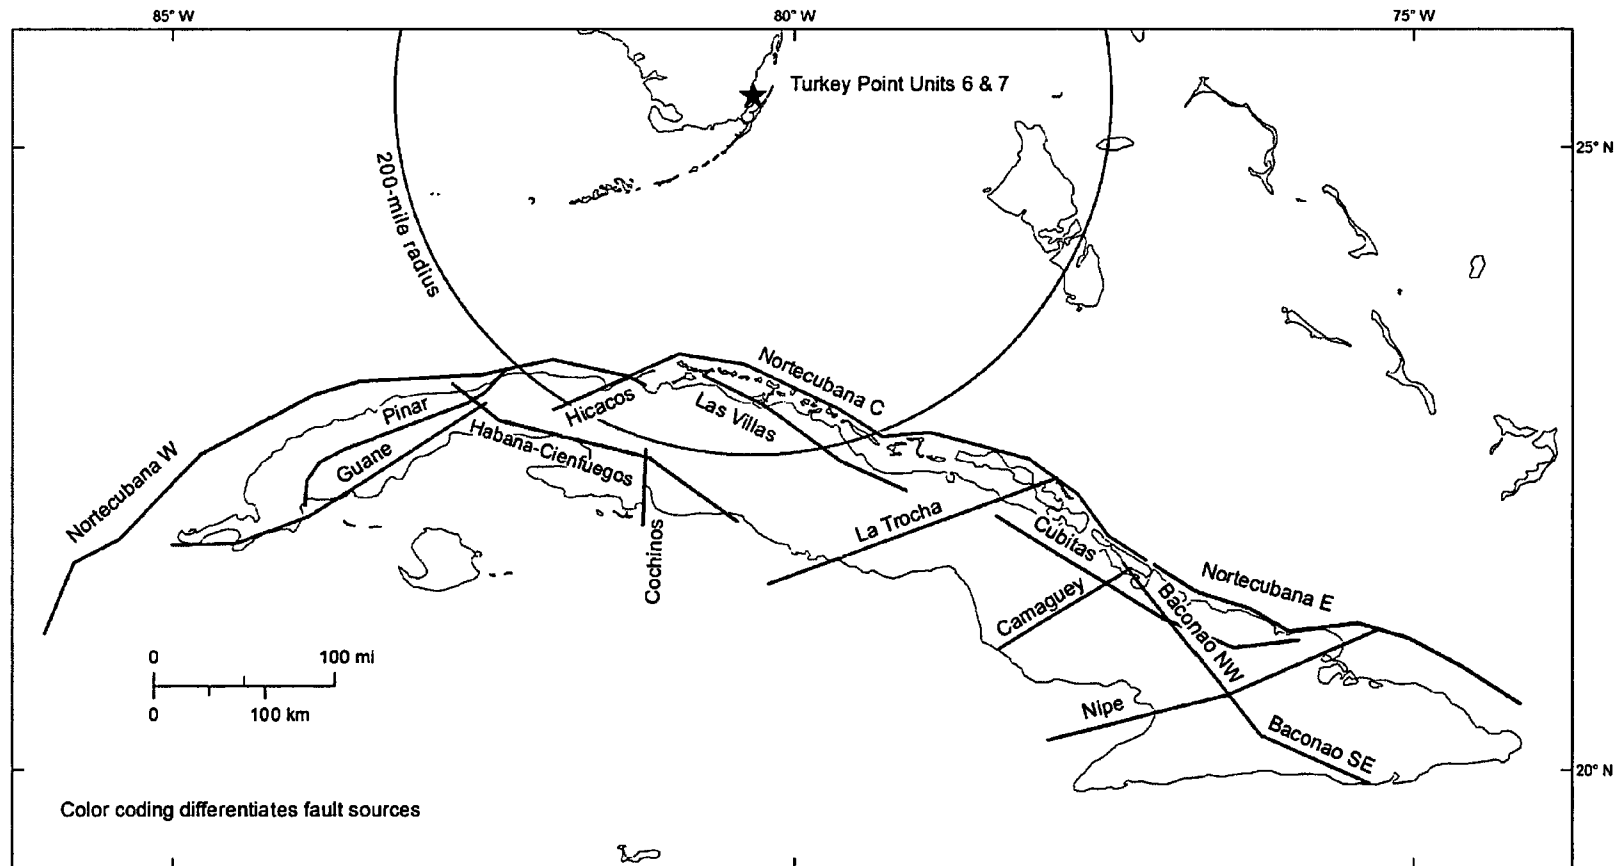 85° W
80° W
75° W
Turkey Point Units 6 & 7
25° N
200-mile radius
Nortecubana C
Hicacos
Las Villas
Pinar
Guane
Habana-Cienfuegos
Nortecubana W
La Trocha
Cubitas
Cochinos
Camaguey
Baconao NW
Nortecubana E
0 100 mi
0 100 km
Nipe
Baconao SE
20° N
Color coding differentiates fault sources